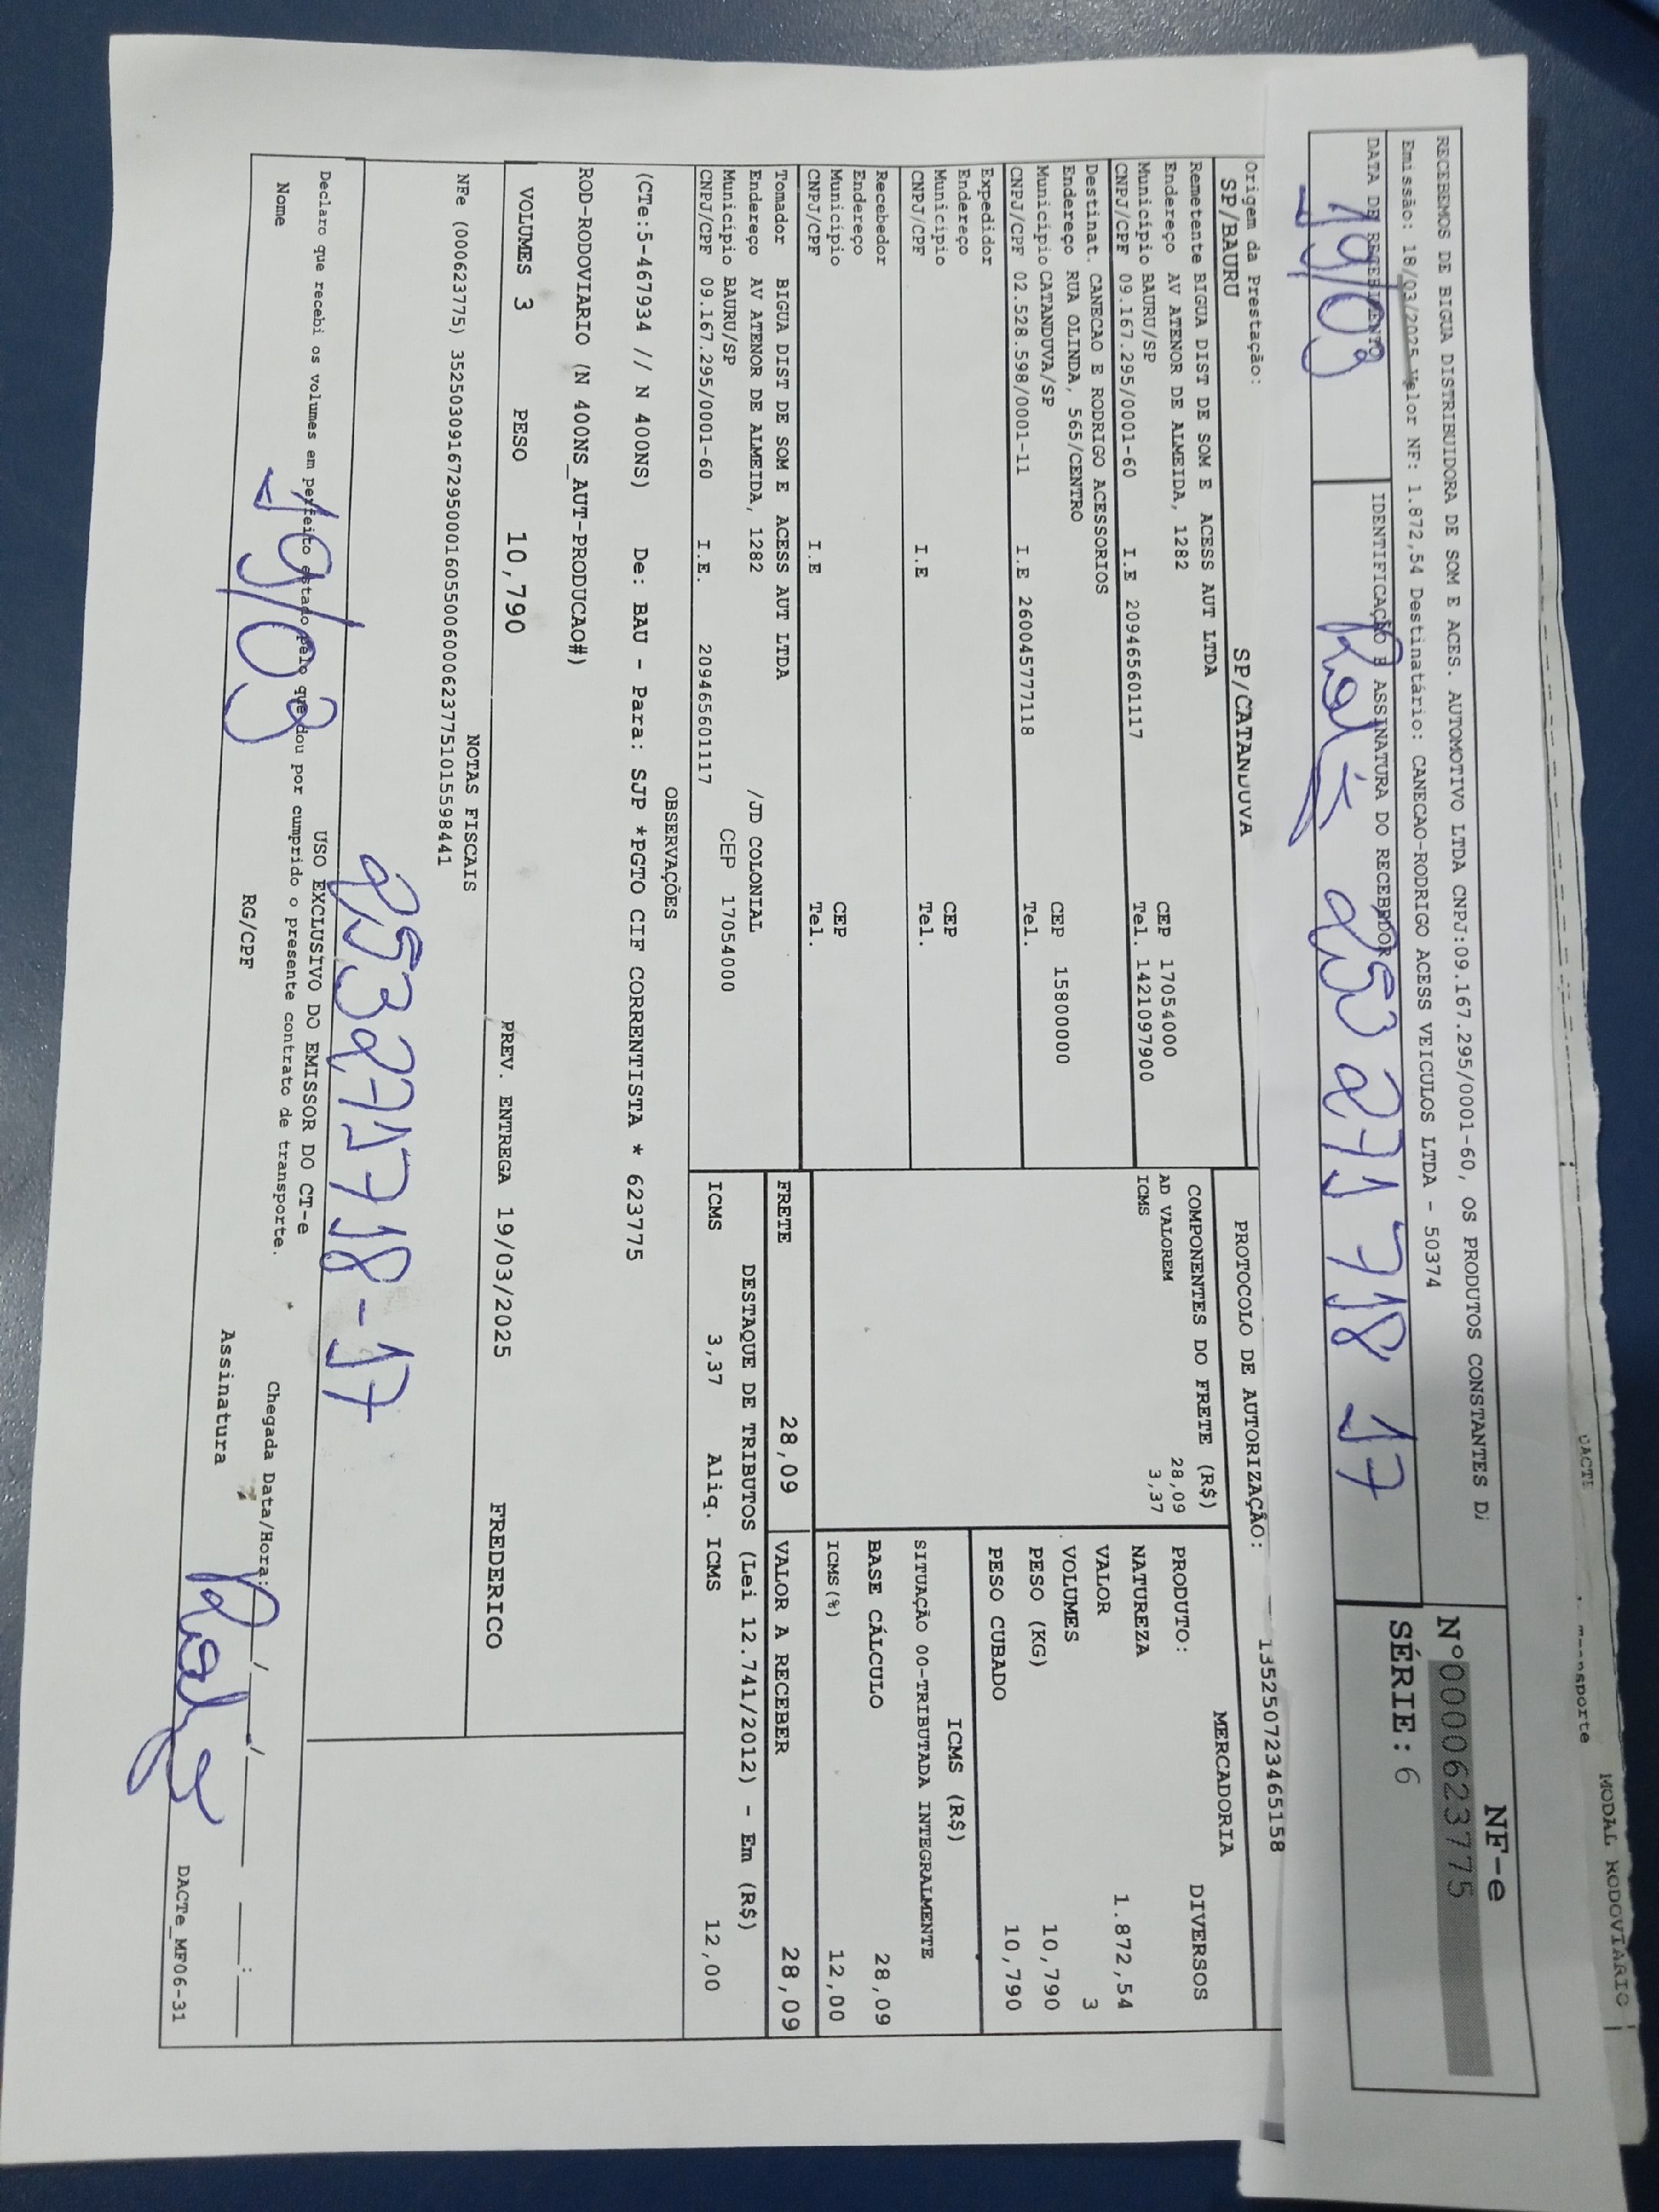 DACTE
MODAL RODOVIÁRIO
RECEBEMOS DE BIGUA DISTRIBUIDORA DE SOM E ACES. AUTOMOTIVO LTDA CNPJ:09.167.295/0001-60, OS PRODUTOS CONSTANTES
Emissão: 18/03/2025 Valor NF: 1.872,54 Destinatário: CANECAO-RODRIGO ACESS VEICULOS LTDA - 50374
DATA DE RECEBIMENTO
IDENTIFICAÇÃO E ASSINATURA DO RECEBEDOR
19/03
253 271718 17
NF-e
Nº000623775
SÉRIE: 6
Origem da Prestação:
SP/BAURU
SP/CATANDUVA
PROTOCOLO DE AUTORIZAÇÃO:
135250723465158
Remetente BIGUA DIST DE SOM E ACESS AUT LTDA
Endereço AV ATENOR DE ALMEIDA, 1282
CEP 17054000
Município BAURU/SP
Tel. 1421097900
CNPJ/CPF 09.167.295/0001-60 I.E 209465601117
Destinat. CANECAO E RODRIGO ACESSORIOS
Endereço RUA OLINDA, 565/CENTRO
Município CATANDUVA/SP
CEP 15800000
CNPJ/CPF 02.528.598/0001-11 I.E 260045777118
Tel.
Expedidor
Endereço
Município
CEP
CNPJ/CPF I.E
Tel.
Recebedor
Endereço
Município
CEP
CNPJ/CPF I.E
Tel.
Tomador BIGUA DIST DE SOM E ACESS AUT LTDA
Endereço AV ATENOR DE ALMEIDA, 1282 /JD COLONIAL
Município BAURU/SP CEP 17054000
CNPJ/CPF 09.167.295/0001-60 I.E. 209465601117
COMPONENTES DO FRETE (R$)
AD VALOREM 28,09
ICMS 3,37
MERCADORIA
PRODUTO: DIVERSOS
NATUREZA
VALOR 1.872,54
VOLUMES 3
PESO (KG) 10,790
PESO CUBADO 10,790
ICMS (R$)
SITUAÇÃO 00-TRIBUTADA INTEGRALMENTE
BASE CÁLCULO 28,09
ICMS(%) 12,00
FRETE 28,09
VALOR A RECEBER 28,09
DESTAQUE DE TRIBUTOS (Lei 12.741/2012) - Em (R$)
ICMS 3,37 Aliq. ICMS 12,00
OBSERVAÇÕES
(CTe:5-467934 // N 400NS) De: BAU - Para: SJP *PGTO CIF CORRENTISTA * 623775
ROD-RODOVIARIO (N 400NS_AUT-PRODUCAO#)
VOLUMES 3 PESO 10,790
PREV. ENTREGA 19/03/2025
FREDERICO
NOTAS FISCAIS
NFe (000623775) 35250309167295000160550060006237751015598441
253271718-17
USO EXCLUSIVO DO EMISSOR DO CT-e
Declaro que recebi os volumes em perfeito estado pelo que dou por cumprido o presente contrato de transporte.
19/03
Nome
RG/CPF
Assinatura
Chegada Data/Hora: __/__/__ __:__
DACTe_MF06-31